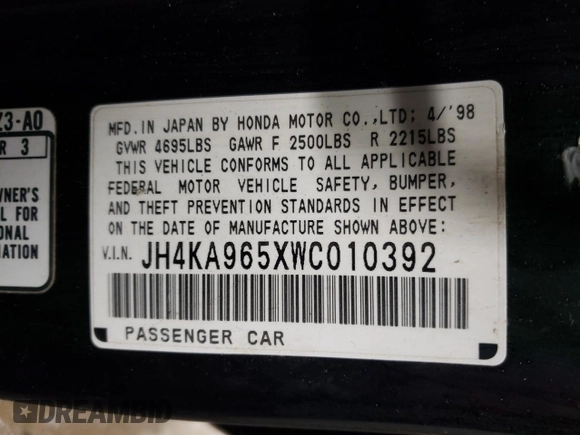 Z3-A0
R 3
WNER'S
L FOR
IONAL
MATION
MFD.IN JAPAN BY HONDA MOTOR CO.,LTD; 4/'98
GVWR 4695LBS GAWR F 2500LBS R 2215LBS
THIS VEHICLE CONFORMS TO ALL APPLICABLE
FEDERAL MOTOR VEHICLE SAFETY, BUMPER,
AND THEFT PREVENTION STANDARDS IN EFFECT
ON THE DATE OF MANUFACTURE SHOWN ABOVE:
V.I.N. JH4KA965XWC010392
PASSENGER CAR
DREAMBID